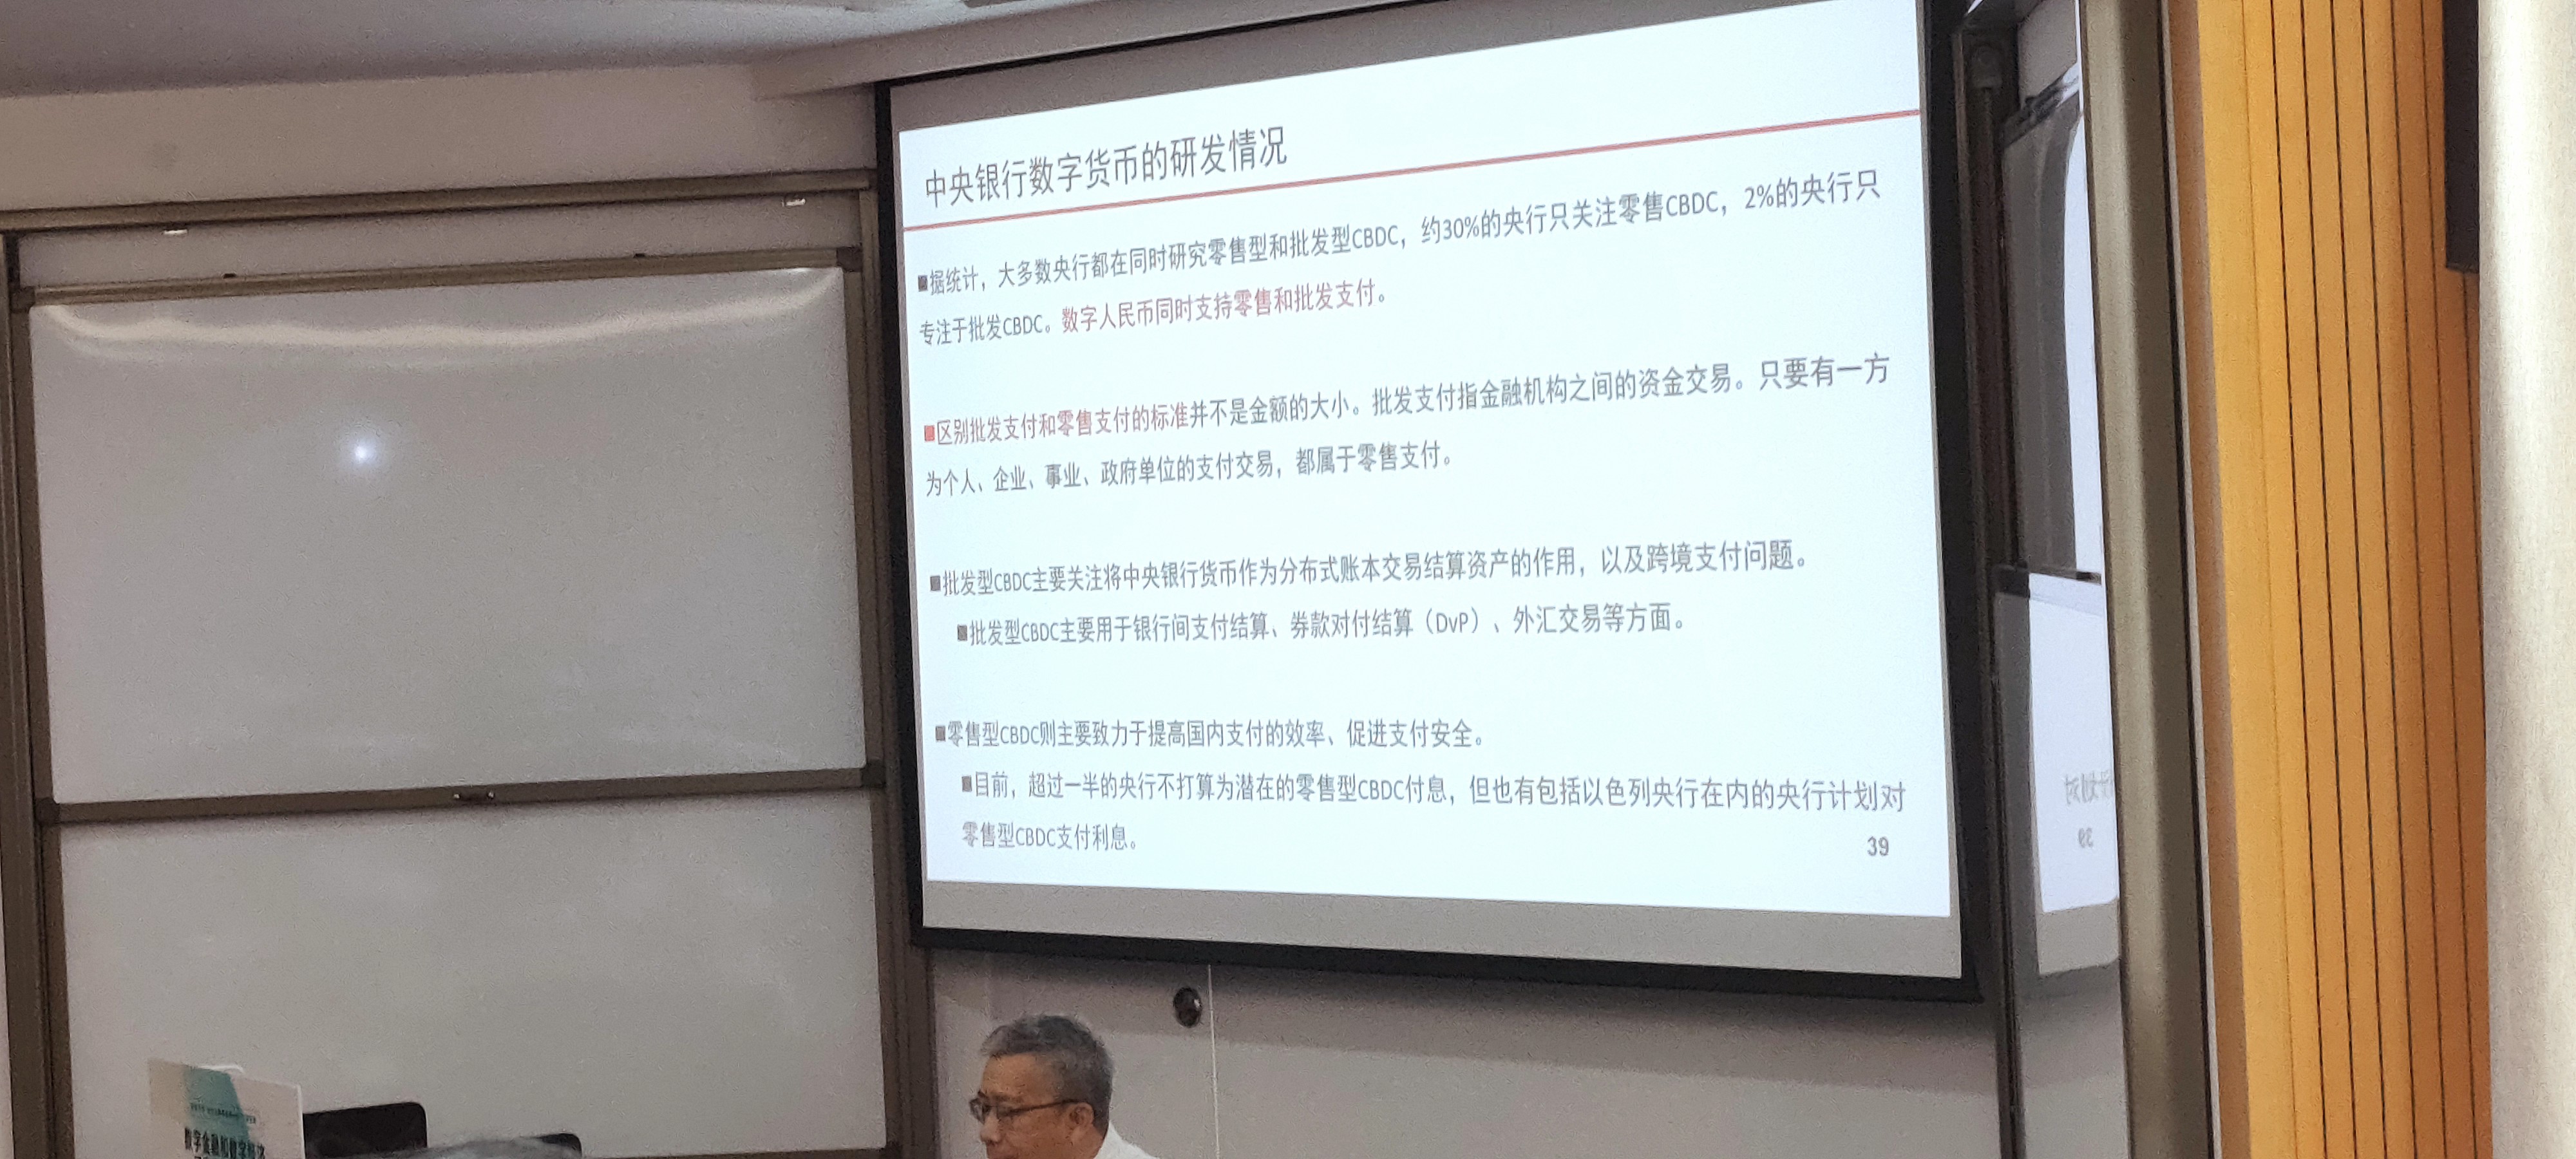 中央银行数字货币的研发情况
■据统计，大多数央行都在同时研究零售型和批发型CBDC，约30%的央行只关注零售CBDC，2%的央行只
专注于批发CBDC。数字人民币同时支持零售和批发支付。
■区别批发支付和零售支付的标准并不是金额的大小。批发支付指金融机构之间的资金交易。只要有一方
为个人、企业、事业、政府单位的支付交易，都属于零售支付。
■批发型CBDC主要关注将中央银行货币作为分布式账本交易结算资产的作用，以及跨境支付问题。
■批发型CBDC主要用于银行间支付结算、券款对付结算（DvP）、外汇交易等方面。
■零售型CBDC则主要致力于提高国内支付的效率、促进支付安全。
■目前，超过一半的央行不打算为潜在的零售型CBDC付息，但也有包括以色列央行在内的央行计划对
零售型CBDC支付利息。
39
数字金融和数字经济